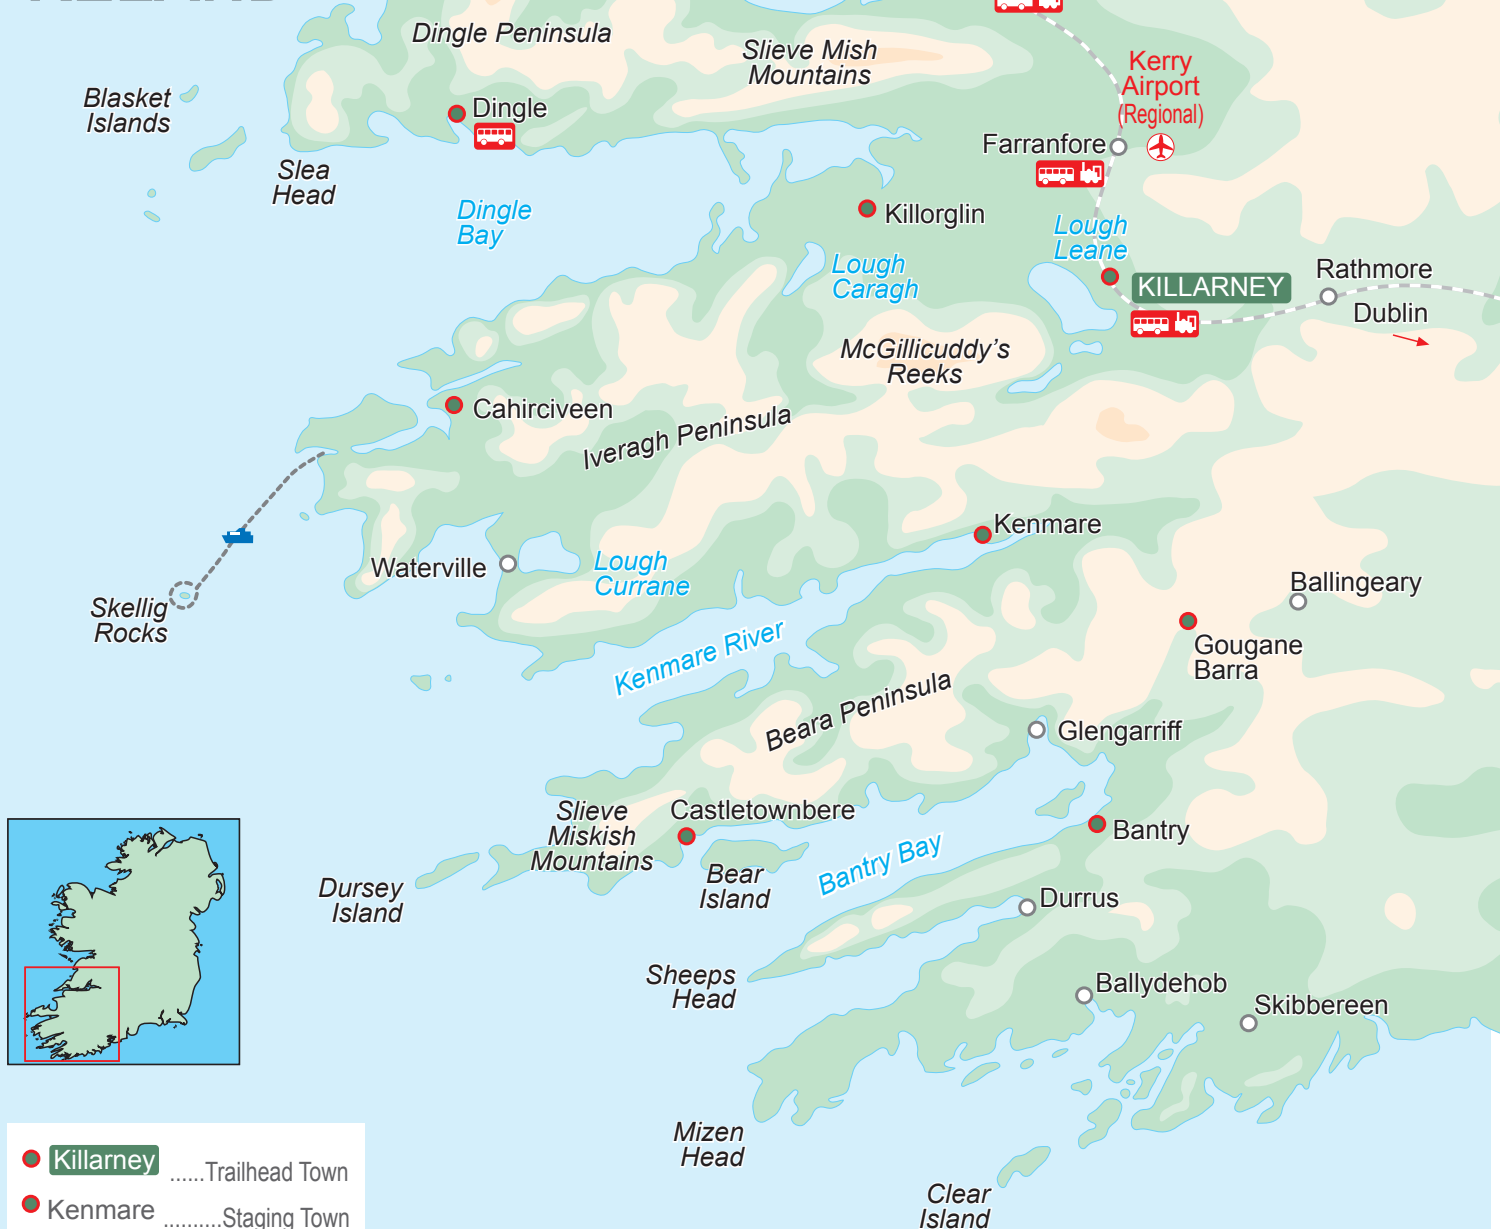 Dingle Peninsula
Slieve Mish
Mountains
Kerry
Airport
(Regional)
Blasket
Islands
Dingle
Farranfore
Slea
Head
Dingle
Bay
Killorglin
Lough
Leane
Lough
Caragh
KILLARNEY
Rathmore
Dublin
McGillicuddy’s
Reeks
Cahirciveen
Iveragh Peninsula
Kenmare
Waterville
Lough
Currane
Ballingeary
Skellig
Rocks
Gougane
Barra
Kenmare River
Beara Peninsula
Glengarriff
Slieve
Miskish
Mountains
Castletownbere
Bantry
Bantry Bay
Bear
Island
Dursey
Island
Durrus
Sheeps
Head
Ballydehob
Skibbereen
Mizen
Head
Clear
Island
Killarney ......Trailhead Town
Kenmare ..........Staging Town